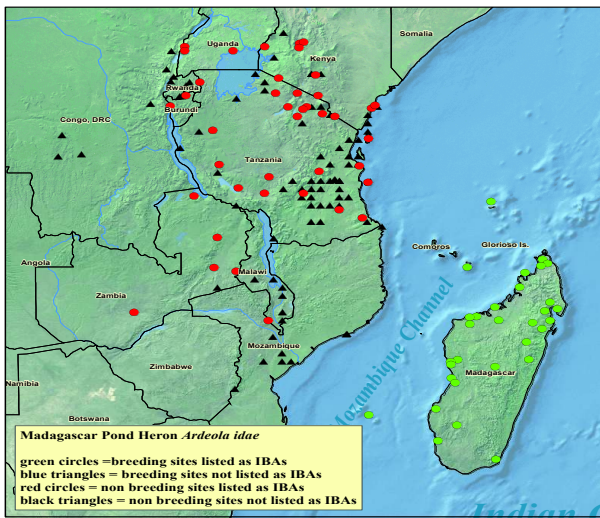 Somalia
Uganda
Kenya
Rwanda
Burundi
Congo, DRC
Tanzania
Comoros
Glorioso Is.
Angola
Malawi
Zambia
Mozambique Channel
Mozambique
Zimbabwe
Madagascar
Namibia
Botswana
Madagascar Pond Heron Ardeola idae
green circles =breeding sites listed as IBAs
blue triangles = breeding sites not listed as IBAs
red circles = non breeding sites listed as IBAs
black triangles = non breeding sites not listed as IBAs
Indian